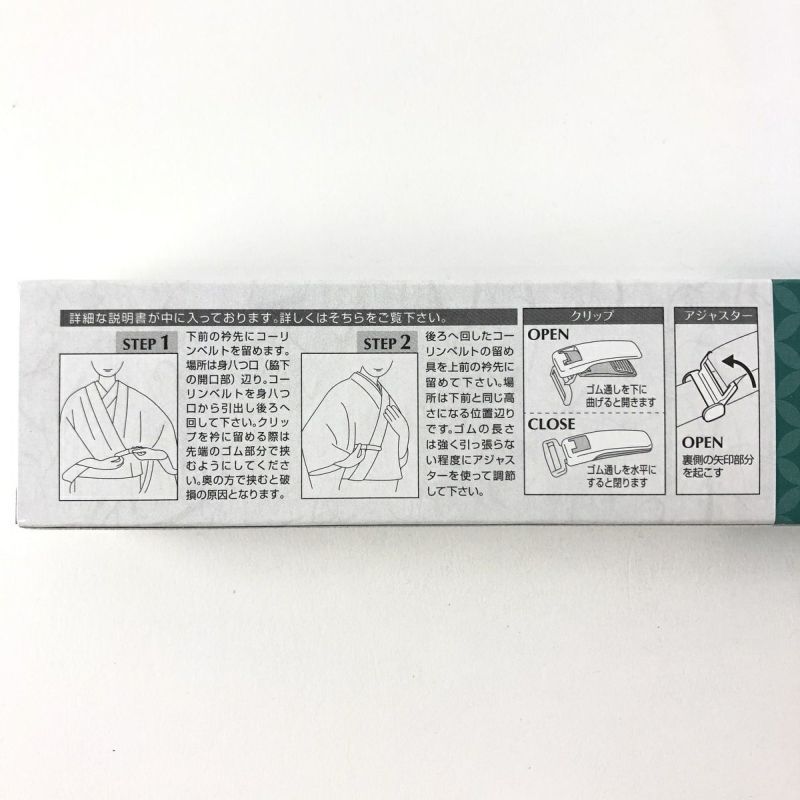 詳細な説明書が中に入っております。詳しくはそちらをご覧下さい。
STEP 1
下前の衿先にコーリ
ンベルトを留めます。
場所は身八つ口（脇下
の開口部）辺り。コー
リンベルトを身八つ
口から引出し後ろへ
回して下さい。クリッ
プを衿に留める際は
先端のゴム部分で挟
むようにしてくださ
い。奥の方で挟むと破
損の原因となります。
STEP 2
後ろへ回したコー
リンベルトの留め
具を上前の衿先に
留めて下さい。場
所は下前と同じ高
さになる位置辺り
です。ゴムの長さ
は強く引っ張らな
い程度にアジャス
ターを使って調節
して下さい。
クリップ
OPEN
ゴム通しを下に
曲げると開きます
CLOSE
ゴム通しを水平に
すると閉ります
アジャスター
OPEN
裏側の矢印部分
を起こす